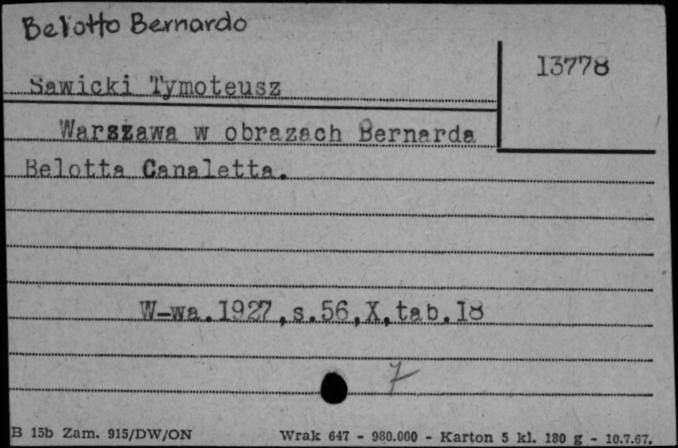 Belotto Bernardo
13778
Sawicki Tymoteusz
Warszawa w obrazach Bernarda
Belotta Canaletta.
W-wa.1927,s.56,X,tab.18
7
B 15b Zam. 915/DW/ON Wrak 647 - 980.000 - Karton 5 kl. 180 g - 10.7.67.